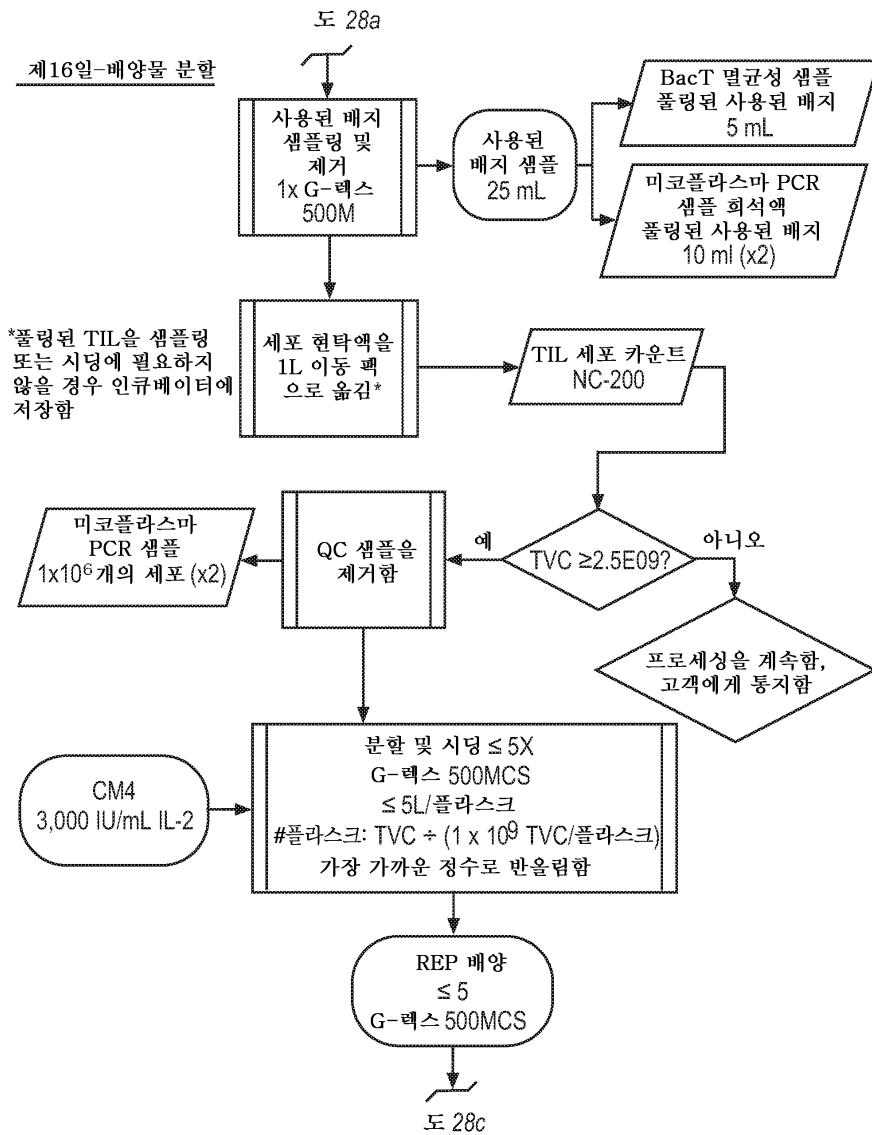 도 28a
제16일-배양물 분할
사용된 배지
샘플링 및
제거
1x G-렉스
500M
사용된
배지 샘플
25 mL
BacT 멸균성 샘플
풀링된 사용된 배지
5 mL
미코플라스마 PCR
샘플 희석액
풀링된 사용된 배지
10 ml (x2)
*풀링된 TIL을 샘플링
또는 시딩에 필요하지
않을 경우 인큐베이터에
저장함
세포 현탁액을
1L 이동 팩
으로 옮김*
TIL 세포 카운트
NC-200
미코플라스마
PCR 샘플
1x10⁶개의 세포 (x2)
QC 샘플을
제거함
예
TVC ≥2.5E09?
아니오
프로세싱을 계속함,
고객에게 통지함
CM4
3,000 IU/mL IL-2
분할 및 시딩 ≤ 5X
G-렉스 500MCS
≤ 5L/플라스크
#플라스크: TVC ÷ (1 x 10⁹ TVC/플라스크)
가장 가까운 정수로 반올림함
REP 배양
≤ 5
G-렉스 500MCS
도 28c